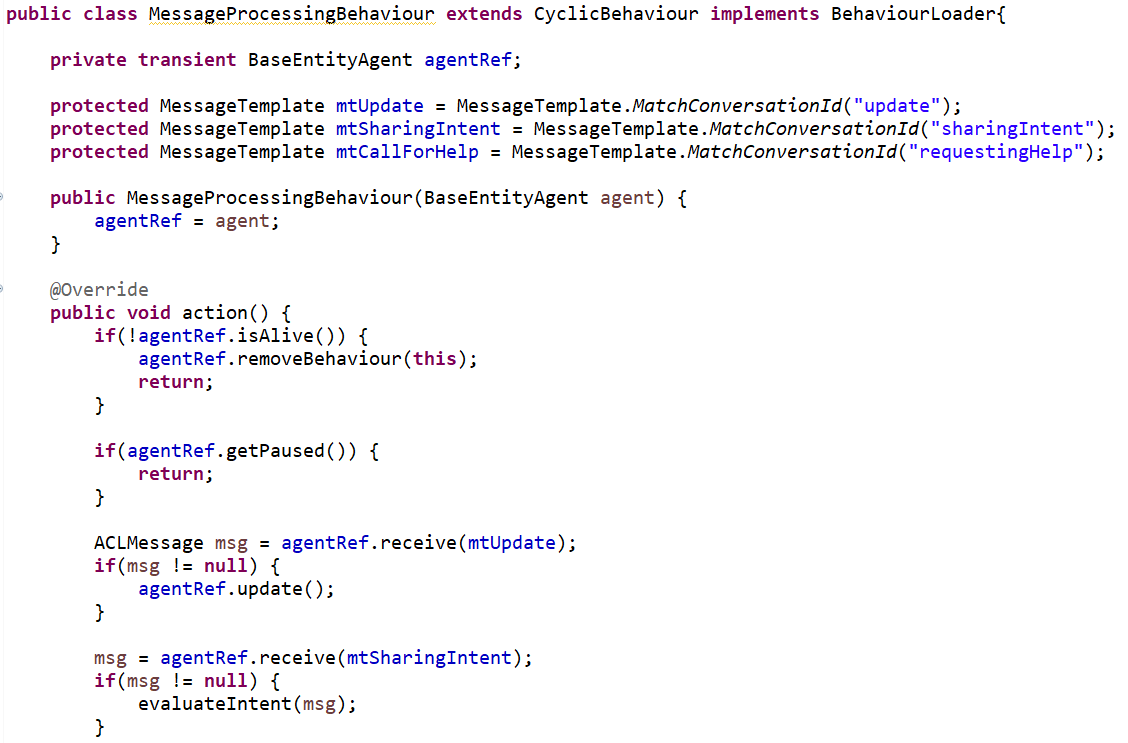 public class MessageProcessingBehaviour extends CyclicBehaviour implements BehaviourLoader{
private transient BaseEntityAgent agentRef;
protected MessageTemplate mtUpdate = MessageTemplate.MatchConversationId("update");
protected MessageTemplate mtSharingIntent = MessageTemplate.MatchConversationId("sharingIntent");
protected MessageTemplate mtCallForHelp = MessageTemplate.MatchConversationId("requestingHelp");
public MessageProcessingBehaviour(BaseEntityAgent agent) {
agentRef = agent;
}
@Override
public void action() {
if(!agentRef.isAlive()) {
agentRef.removeBehaviour(this);
return;
}
if(agentRef.getPaused()) {
return;
}
ACLMessage msg = agentRef.receive(mtUpdate);
if(msg != null) {
agentRef.update();
}
msg = agentRef.receive(mtSharingIntent);
if(msg != null) {
evaluateIntent(msg);
}